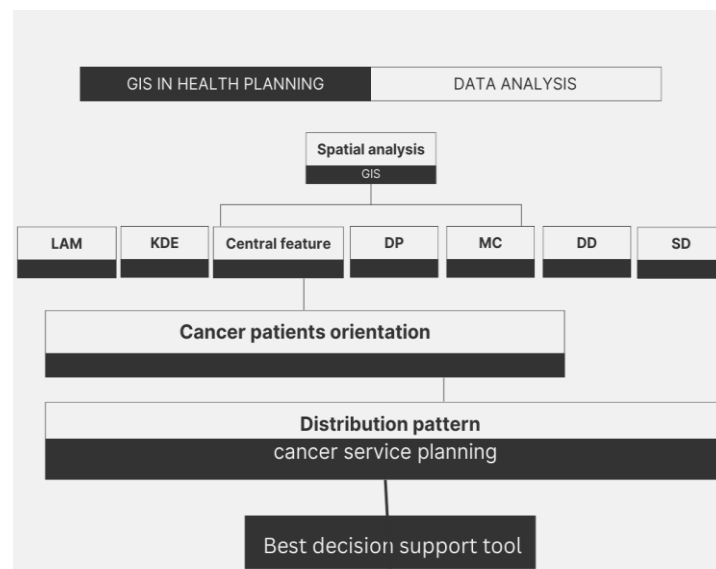 GIS IN HEALTH PLANNING
DATA ANALYSIS
Spatial analysis
GIS
LAM
KDE
Central feature
DP
MC
DD
SD
Cancer patients orientation
Distribution pattern
cancer service planning
Best decision support tool